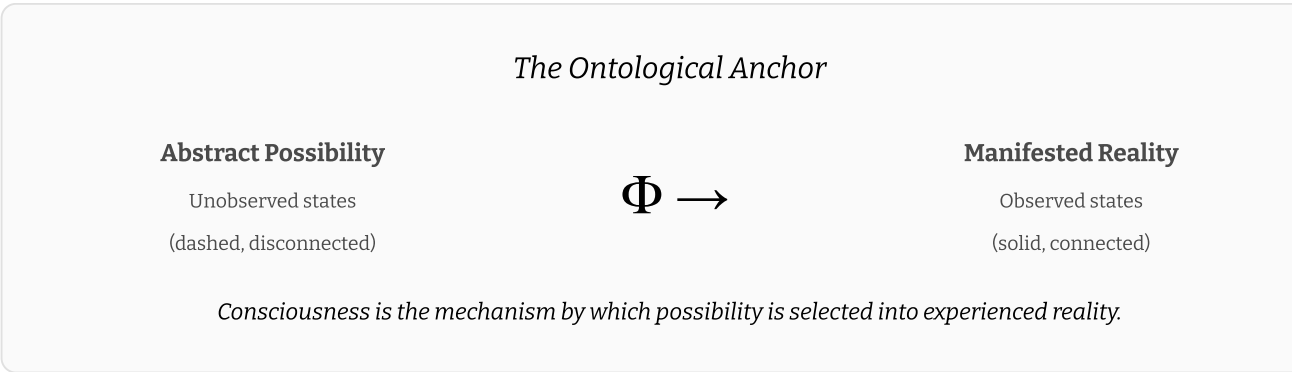 The Ontological Anchor
Abstract Possibility
Unobserved states
(dashed, disconnected)
Φ →
Manifested Reality
Observed states
(solid, connected)
Consciousness is the mechanism by which possibility is selected into experienced reality.